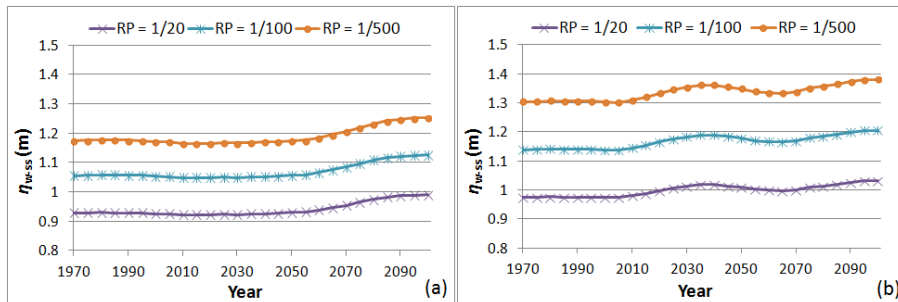 RP = 1/20 RP = 1/100 RP = 1/500
1.5
1.4
1.3
1.2
1.1
1
0.9
0.8
ηw-ss (m)
1970 1990 2010 2030 2050 2070 2090
Year
(a)
RP = 1/20 RP = 1/100 RP = 1/500
1.5
1.4
1.3
1.2
1.1
1
0.9
0.8
ηw-ss (m)
1970 1990 2010 2030 2050 2070 2090
Year
(b)